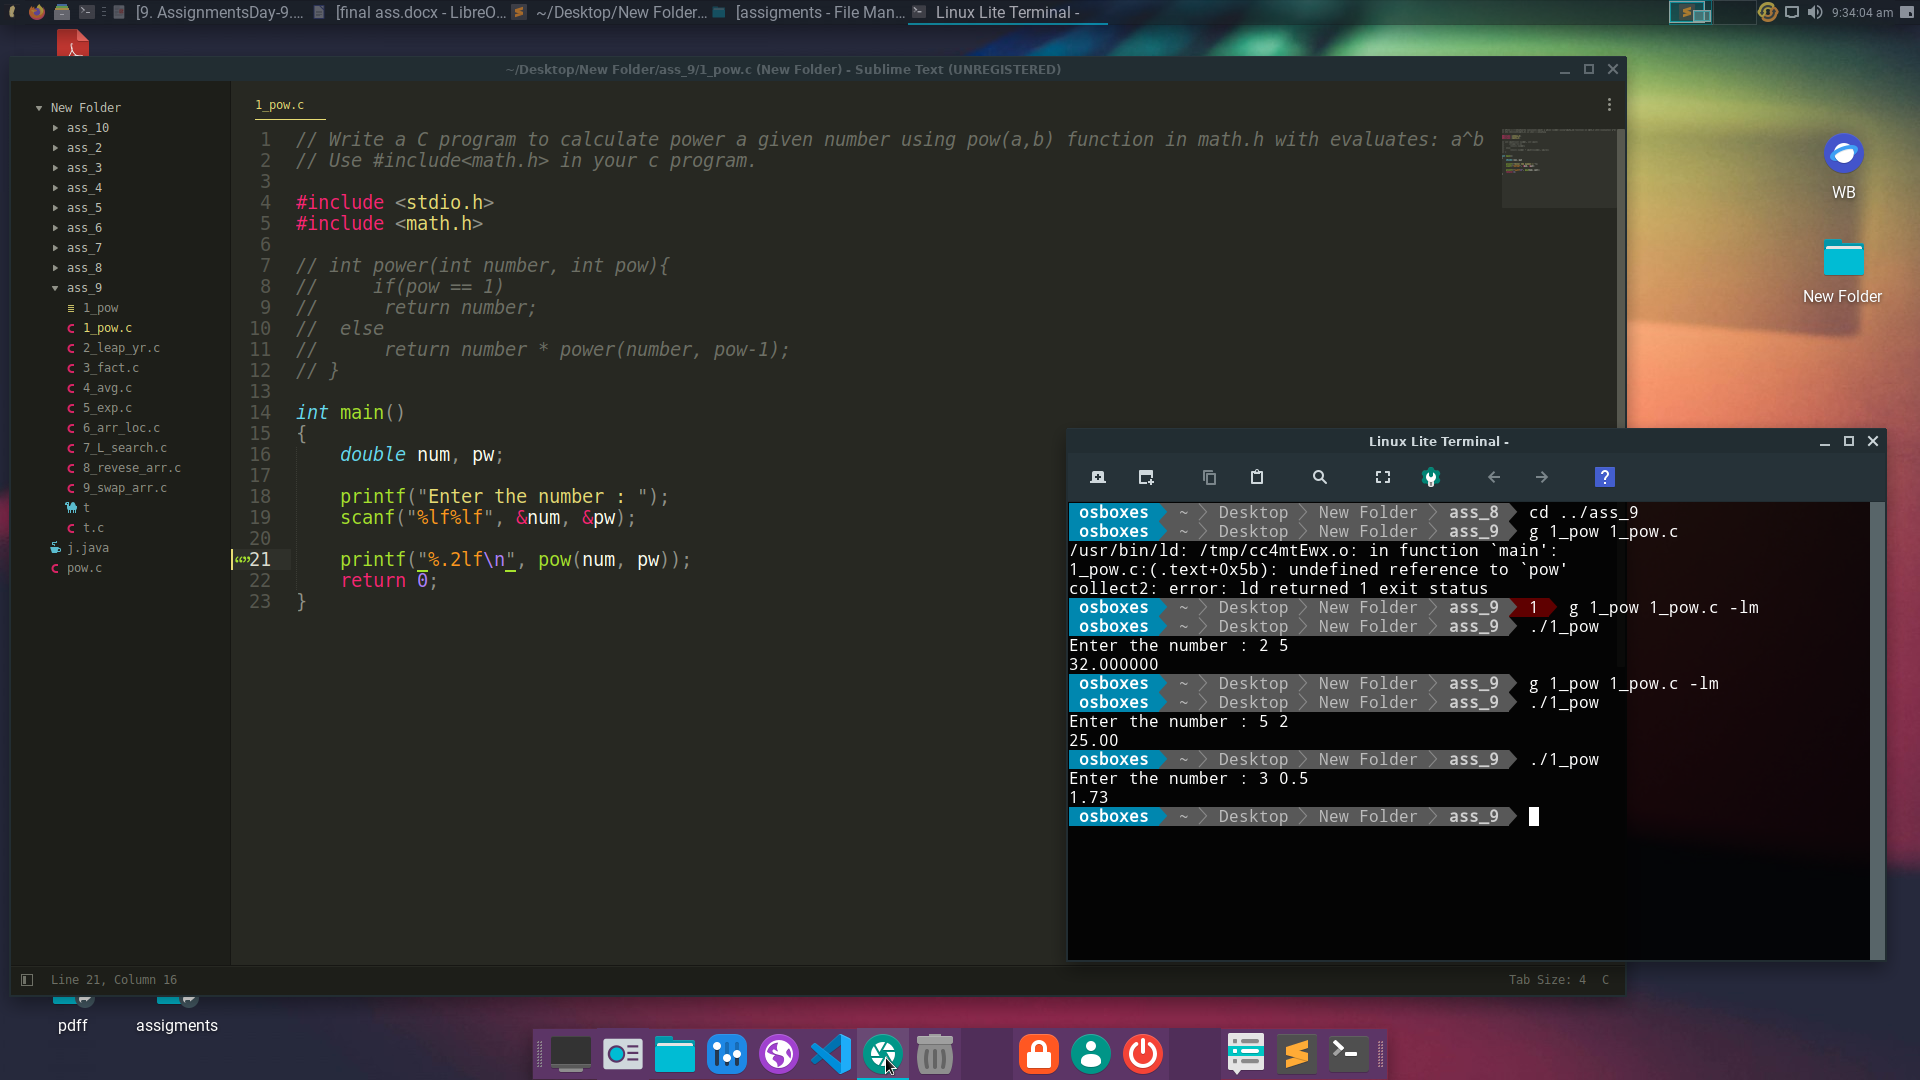 [9. AssignmentsDay-9....
[final ass.docx - LibreO...
~/Desktop/New Folder...
[assigments - File Man...
Linux Lite Terminal -
9:34:04 am
~/Desktop/New Folder/ass_9/1_pow.c (New Folder) - Sublime Text (UNREGISTERED)
New Folder
ass_10
ass_2
ass_3
ass_4
ass_5
ass_6
ass_7
ass_8
ass_9
1_pow
1_pow.c
2_leap_yr.c
3_fact.c
4_avg.c
5_exp.c
6_arr_loc.c
7_L_search.c
8_revese_arr.c
9_swap_arr.c
t
t.c
j.java
pow.c
1_pow.c
1 // Write a C program to calculate power a given number using pow(a,b) function in math.h with evaluates: a^b
2 // Use #include<math.h> in your c program.
3
4 #include <stdio.h>
5 #include <math.h>
6
7 // int power(int number, int pow){
8 //     if(pow == 1)
9 //      return number;
10 //  else
11 //      return number * power(number, pow-1);
12 // }
13
14 int main()
15 {
16     double num, pw;
17
18     printf("Enter the number : ");
19     scanf("%lf%lf", &num, &pw);
20
21     printf("%.2lf\n", pow(num, pw));
22     return 0;
23 }
Line 21, Column 16
Tab Size: 4
C
Linux Lite Terminal -
?
osboxes ~ Desktop New Folder ass_8 cd ../ass_9
osboxes ~ Desktop New Folder ass_9 g 1_pow 1_pow.c
/usr/bin/ld: /tmp/cc4mtEwx.o: in function `main':
1_pow.c:(.text+0x5b): undefined reference to `pow'
collect2: error: ld returned 1 exit status
osboxes ~ Desktop New Folder ass_9 1 g 1_pow 1_pow.c -lm
osboxes ~ Desktop New Folder ass_9 ./1_pow
Enter the number : 2 5
32.000000
osboxes ~ Desktop New Folder ass_9 g 1_pow 1_pow.c -lm
osboxes ~ Desktop New Folder ass_9 ./1_pow
Enter the number : 5 2
25.00
osboxes ~ Desktop New Folder ass_9 ./1_pow
Enter the number : 3 0.5
1.73
osboxes ~ Desktop New Folder ass_9
WB
New Folder
pdff
assigments